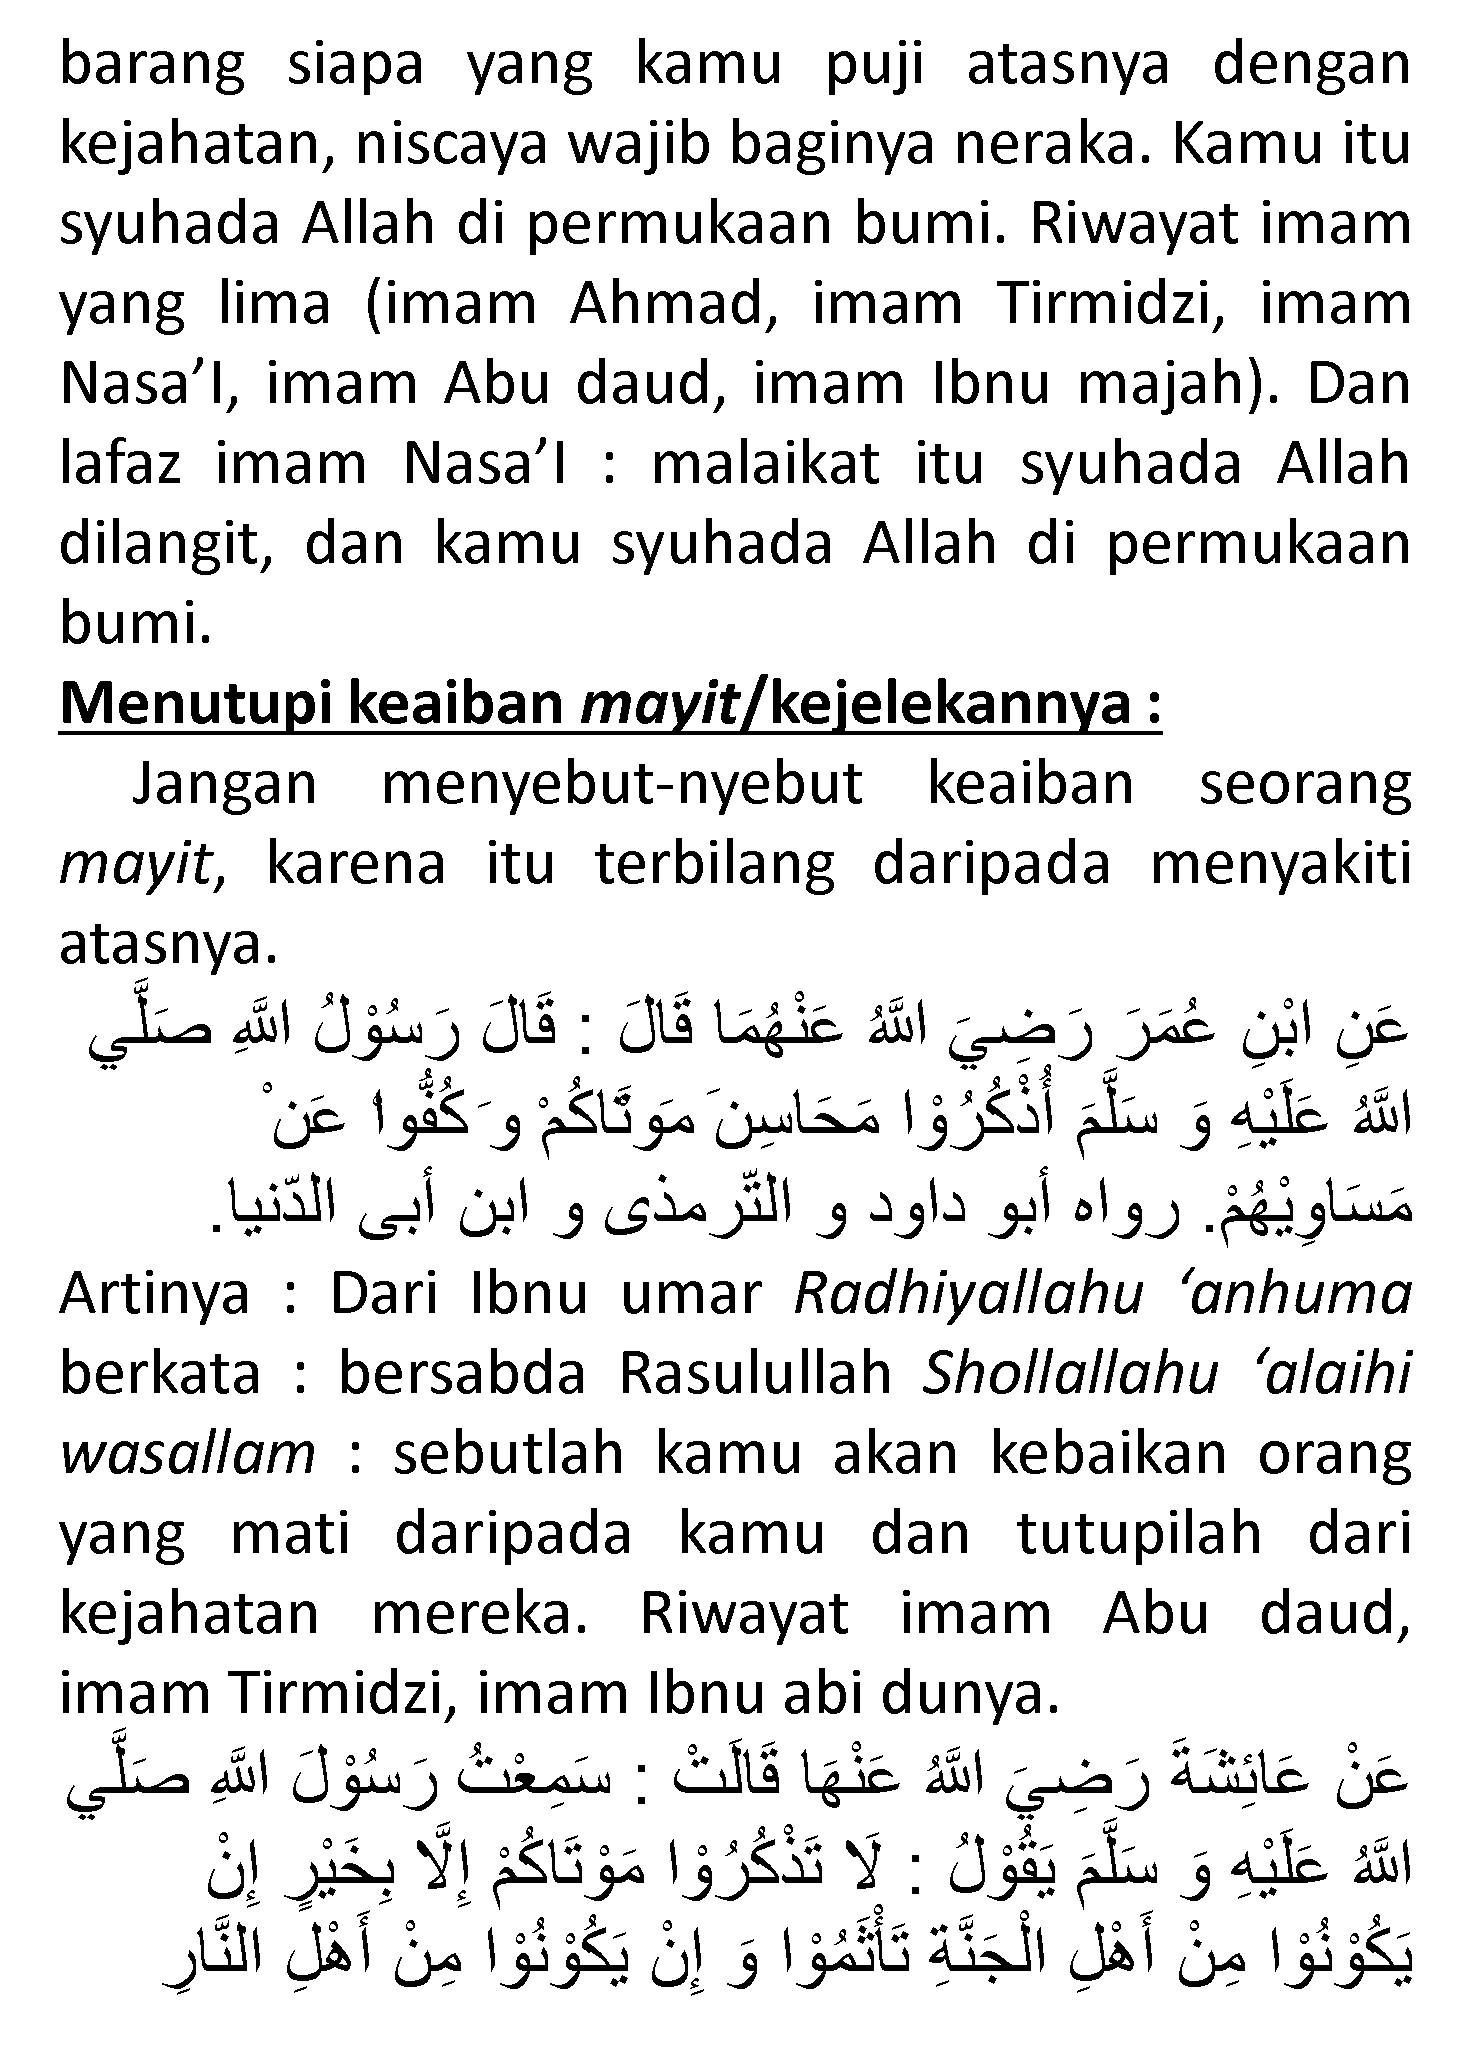 barang siapa yang kamu puji atasnya dengan
kejahatan, niscaya wajib baginya neraka. Kamu itu
syuhada Allah di permukaan bumi. Riwayat imam
yang lima (imam Ahmad, imam Tirmidzi, imam
Nasa’I, imam Abu daud, imam Ibnu majah). Dan
lafaz imam Nasa’I : malaikat itu syuhada Allah
dilangit, dan kamu syuhada Allah di permukaan
bumi.
Menutupi keaiban mayit/kejelekannya :
Jangan menyebut-nyebut keaiban seorang
mayit, karena itu terbilang daripada menyakiti
atasnya.
عَنِ ابْنِ عُمَرَ رَضِيَ اللَّهُ عَنْهُمَا قَالَ : قَالَ رَسُوْلُ اللَّهِ صَلَّي
اللَّهُ عَلَيْهِ وَ سَلَّمَ أُذْكُرُوْا مَحَاسِنَ مَوتَاكُمْ وَ كُفُّوا عَنْ
مَسَاوِيْهُمْ. رواه أبو داود و التّرمذى و ابن أبى الدّنيا.
Artinya : Dari Ibnu umar Radhiyallahu ‘anhuma
berkata : bersabda Rasulullah Shollallahu ‘alaihi
wasallam : sebutlah kamu akan kebaikan orang
yang mati daripada kamu dan tutupilah dari
kejahatan mereka. Riwayat imam Abu daud,
imam Tirmidzi, imam Ibnu abi dunya.
عَنْ عَائِشَةَ رَضِيَ اللَّهُ عَنْهَا قَالَتْ : سَمِعْتُ رَسُوْلَ اللَّهِ صَلَّي
اللَّهُ عَلَيْهِ وَ سَلَّمَ يَقُوْلُ : لَا تَذْكُرُوْا مَوْتَاكُمْ إِلَّا بِخَيْرٍ إِنْ
يَكُوْنُوْا مِنْ أَهْلِ الْجَنَّةِ تَأْثَمُوْا وَ إِنْ يَكُوْنُوْا مِنْ أَهْلِ النَّارِ